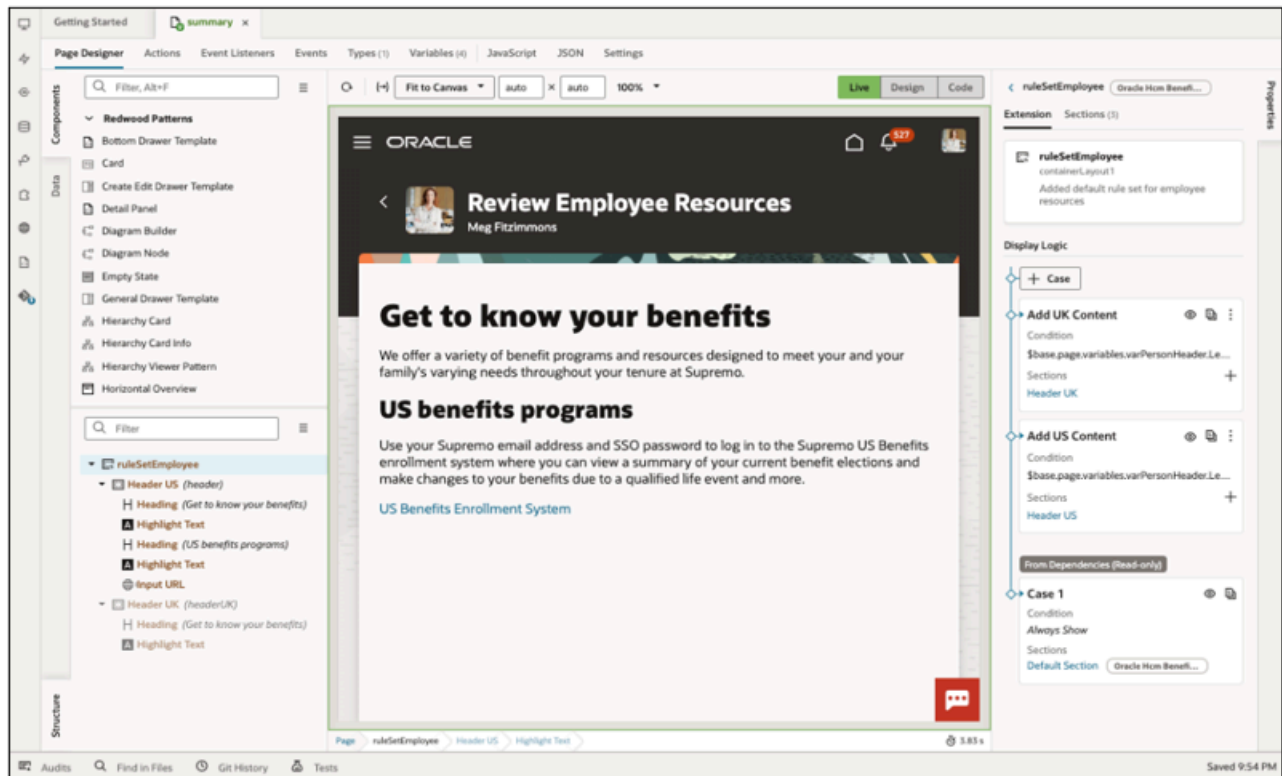 Getting Started
summary ×
Page Designer Actions Event Listeners Events Types (1) Variables (4) JavaScript JSON Settings
Components
Data
Structure
Filter, Alt+F
Redwood Patterns
Bottom Drawer Template
Card
Create Edit Drawer Template
Detail Panel
Diagram Builder
Diagram Node
Empty State
General Drawer Template
Hierarchy Card
Hierarchy Card Info
Hierarchy Viewer Pattern
Horizontal Overview
Filter
ruleSetEmployee
Header US (header)
Heading (Get to know your benefits)
Highlight Text
Heading (US benefits programs)
Highlight Text
Input URL
Header UK (headerUK)
Heading (Get to know your benefits)
Highlight Text
Fit to Canvas auto × auto 100%
Live Design Code
ORACLE
527
Review Employee Resources
Meg Fitzimmons
Get to know your benefits
We offer a variety of benefit programs and resources designed to meet your and your
family's varying needs throughout your tenure at Supremo.
US benefits programs
Use your Supremo email address and SSO password to log in to the Supremo US Benefits
enrollment system where you can view a summary of your current benefit elections and
make changes to your benefits due to a qualified life event and more.
US Benefits Enrollment System
Page ruleSetEmployee Header US Highlight Text
3.83 s
ruleSetEmployee Oracle Hcm Benefi...
Properties
Extension Sections (3)
ruleSetEmployee
containerLayout1
Added default rule set for employee
resources
Display Logic
+ Case
Add UK Content
Condition
$base.page.variables.varPersonHeader.Le...
Sections
Header UK
Add US Content
Condition
$base.page.variables.varPersonHeader.Le...
Sections
Header US
From Dependencies (Read-only)
Case 1
Condition
Always Show
Sections
Default Section Oracle Hcm Benefi...
Audits Find in Files Git History Tests
Saved 9:54 PM